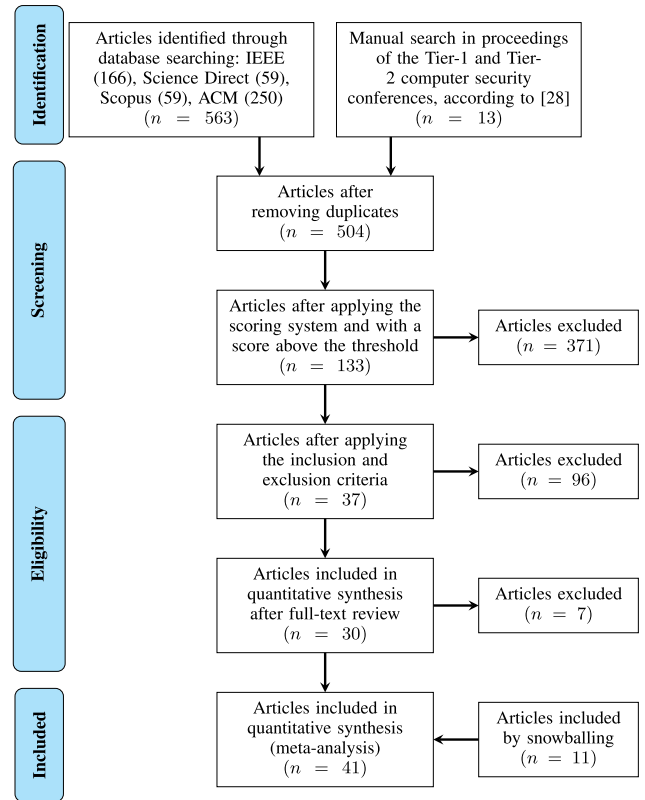 Identification
Articles identified through
database searching: IEEE
(166), Science Direct (59),
Scopus (59), ACM (250)
(n = 563)
Manual search in proceedings
of the Tier-1 and Tier-
2 computer security
conferences, according to [28]
(n = 13)
Screening
Articles after
removing duplicates
(n = 504)
Articles after applying the
scoring system and with a
score above the threshold
(n = 133)
Articles excluded
(n = 371)
Eligibility
Articles after applying
the inclusion and
exclusion criteria
(n = 37)
Articles excluded
(n = 96)
Articles included in
quantitative synthesis
after full-text review
(n = 30)
Articles excluded
(n = 7)
Included
Articles included in
quantitative synthesis
(meta-analysis)
(n = 41)
Articles included
by snowballing
(n = 11)